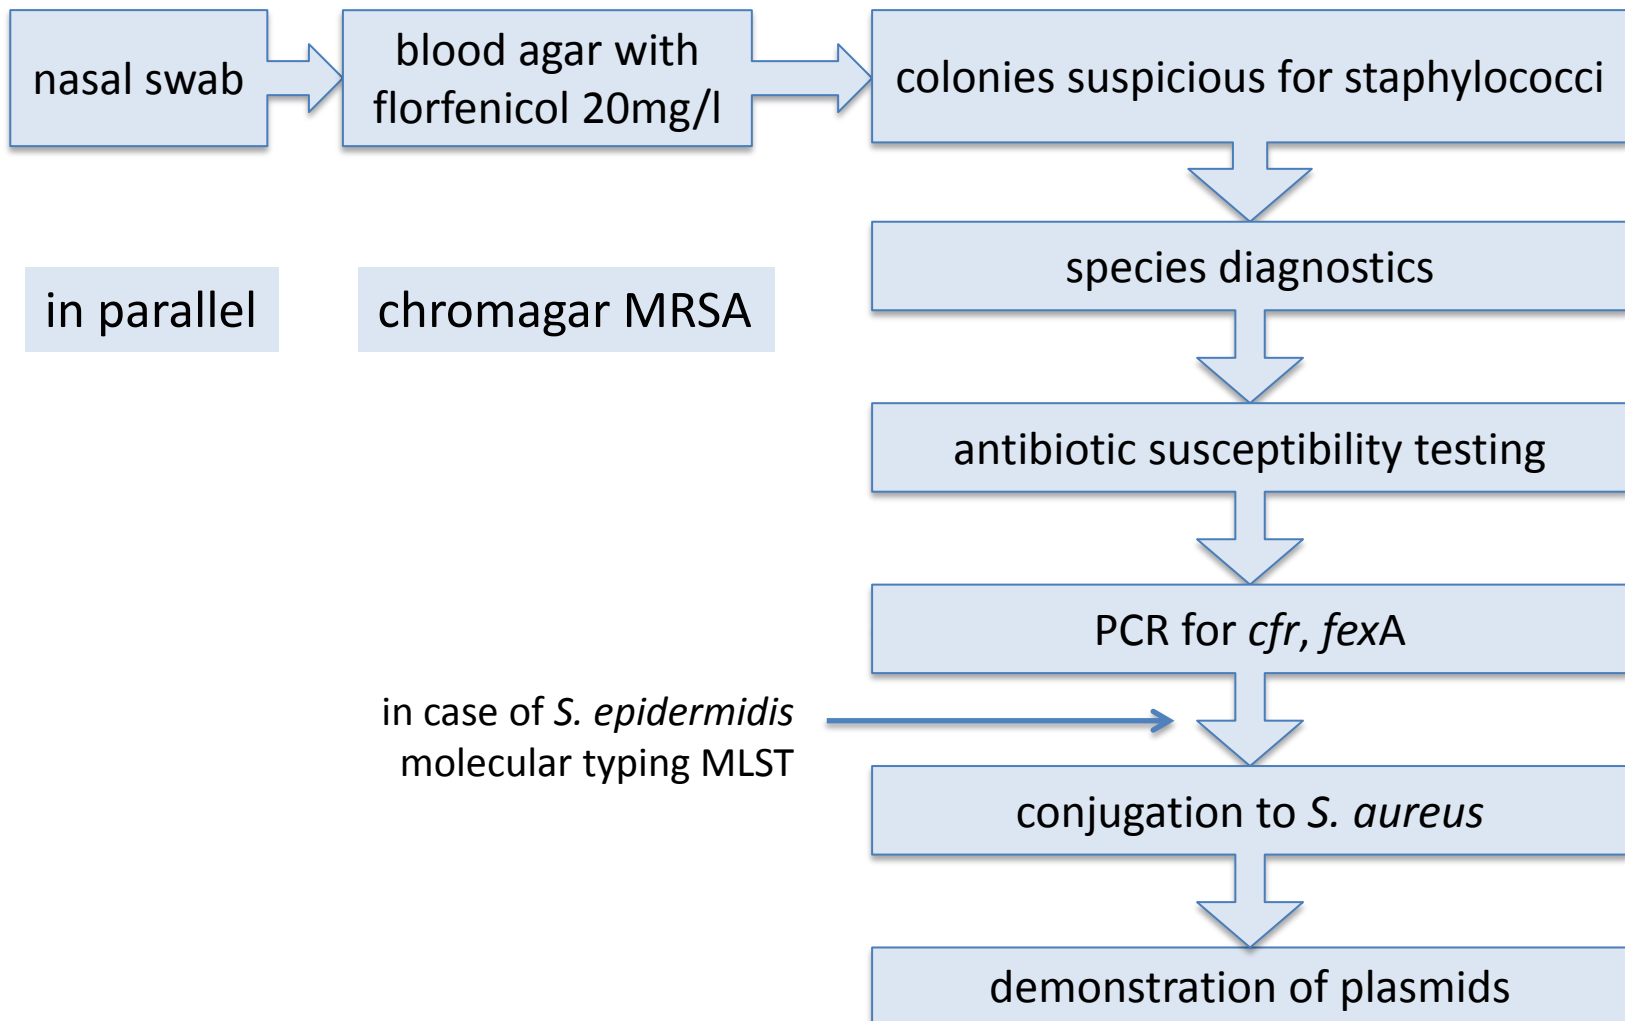 nasal swab
blood agar with
florfenicol 20mg/l
colonies suspicious for staphylococci
species diagnostics
in parallel
chromagar MRSA
antibiotic susceptibility testing
PCR for cfr, fexA
in case of S. epidermidis
molecular typing MLST
conjugation to S. aureus
demonstration of plasmids